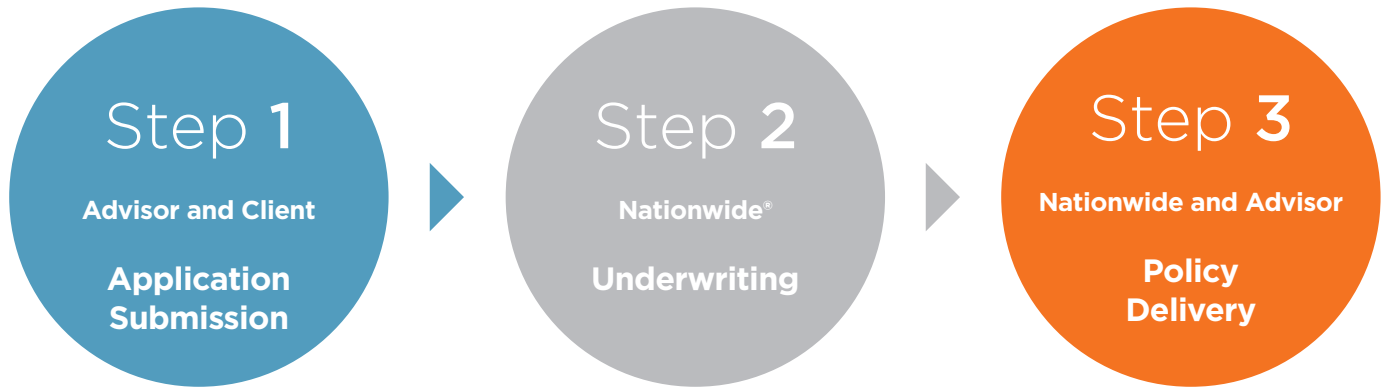 Step 1
Advisor and Client
Application
Submission
Step 2
Nationwide®
Underwriting
Step 3
Nationwide and Advisor
Policy
Delivery